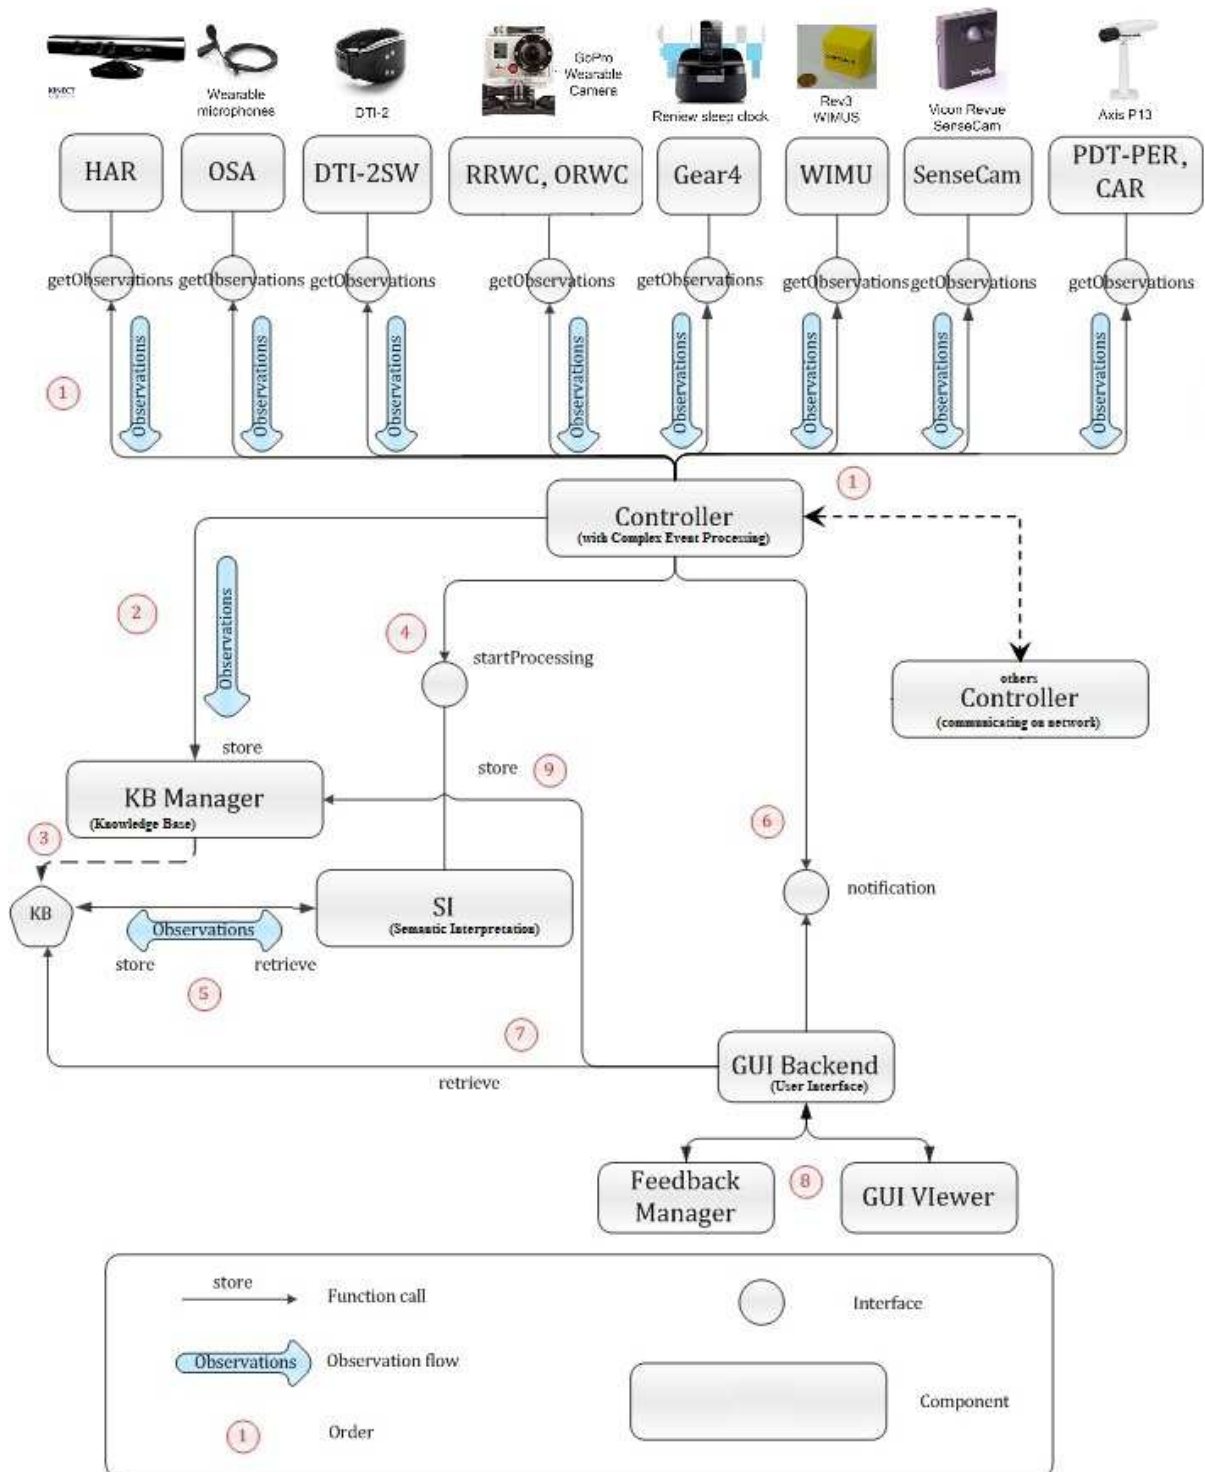 KINECT
Wearable
microphones
DTI-2
GoPro
Wearable
Camera
Renew sleep clock
Rev3
WIMUS
Vicon Revue
SenseCam
Axis P13
HAR
OSA
DTI-2SW
RRWC, ORWC
Gear4
WIMU
SenseCam
PDT-PER,
CAR
getObservations
getObservations
getObservations
getObservations
getObservations
getObservations
getObservations
getObservations
Observations
Observations
Observations
Observations
Observations
Observations
Observations
Observations
1
1
Controller
(with Complex Event Processing)
2
Observations
4
startProcessing
others
Controller
(communicating on network)
store
store
9
KB Manager
(Knowledge Base)
3
6
KB
SI
(Semantic Interpretation)
notification
Observations
store
retrieve
5
7
retrieve
GUI Backend
(User Interface)
8
Feedback
Manager
GUI VIewer
store
Function call
Interface
Observations
Observation flow
Component
1
Order